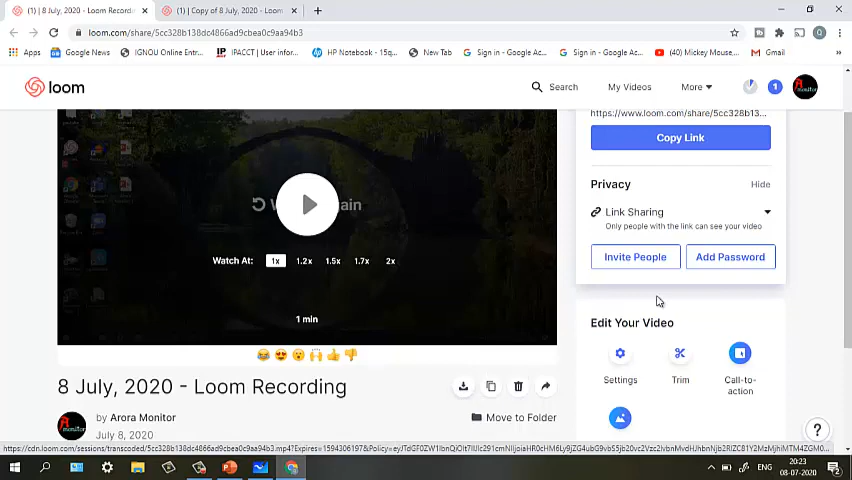 (1) | 8 July, 2020 - Loom Recordin
(1) | Copy of 8 July, 2020 - Loom
loom.com/share/5cc328b138dc4866ad9cbea0c9a94fb3
Apps
Google News
IGNOU Online Entr...
IPACCT | User infor...
HP Notebook - 15q...
New Tab
Sign in - Google Ac...
Sign in - Google Ac...
(40) Mickey Mouse,...
Gmail
loom
Search
My Videos
More
1
https://www.loom.com/share/5cc328b13...
Copy Link
Privacy
Hide
Link Sharing
Only people with the link can see your video
Invite People
Add Password
Watch At:
1x
1.2x
1.5x
1.7x
2x
1 min
Edit Your Video
Settings
Trim
Call-to-action
8 July, 2020 - Loom Recording
by Arora Monitor
July 8, 2020
Move to Folder
?
ENG
20:23
08-07-2020
2